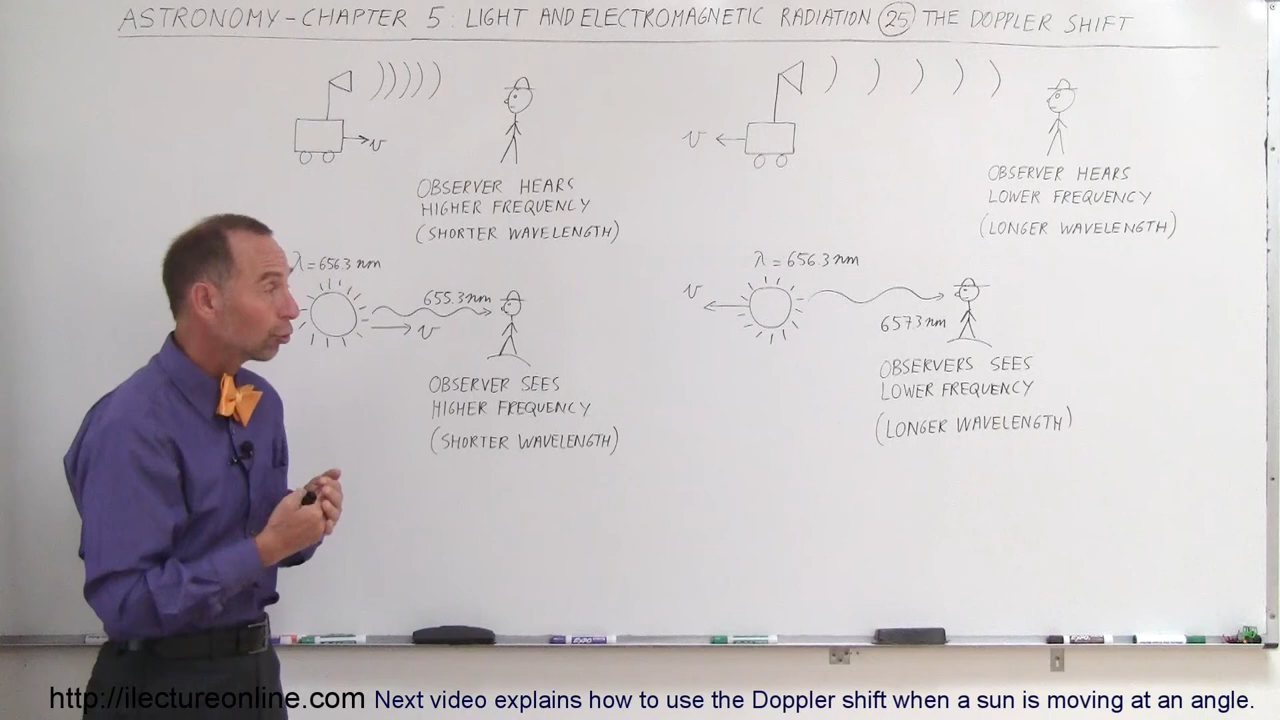 ASTRONOMY - CHAPTER 5: LIGHT AND ELECTROMAGNETIC RADIATION 25 THE DOPPLER SHIFT
v
OBSERVER HEARS
HIGHER FREQUENCY
(SHORTER WAVELENGTH)
v
OBSERVER HEARS
LOWER FREQUENCY
(LONGER WAVELENGTH)
λ = 656.3 nm
655.3 nm
v
OBSERVER SEES
HIGHER FREQUENCY
(SHORTER WAVELENGTH)
λ = 656.3 nm
v
657.3 nm
OBSERVERS SEES
LOWER FREQUENCY
(LONGER WAVELENGTH)
EXPO
http://ilectureonline.com Next video explains how to use the Doppler shift when a sun is moving at an angle.